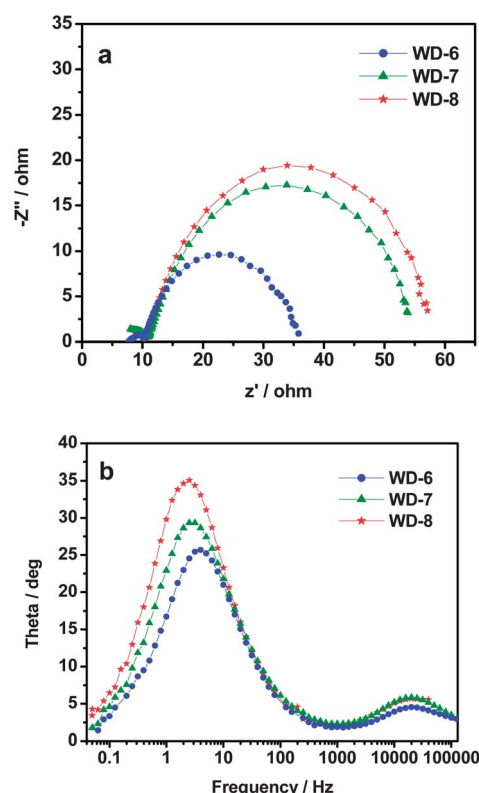 35
a
WD-6
30
WD-7
25
WD-8
20
15
10
5
0
-Z'' / ohm
0 10 20 30 40 50 60
z' / ohm
40
b
WD-6
35
WD-7
30
WD-8
25
20
15
10
5
0
Theta / deg
0.1 1 10 100 1000 10000 100000
Frequency / Hz